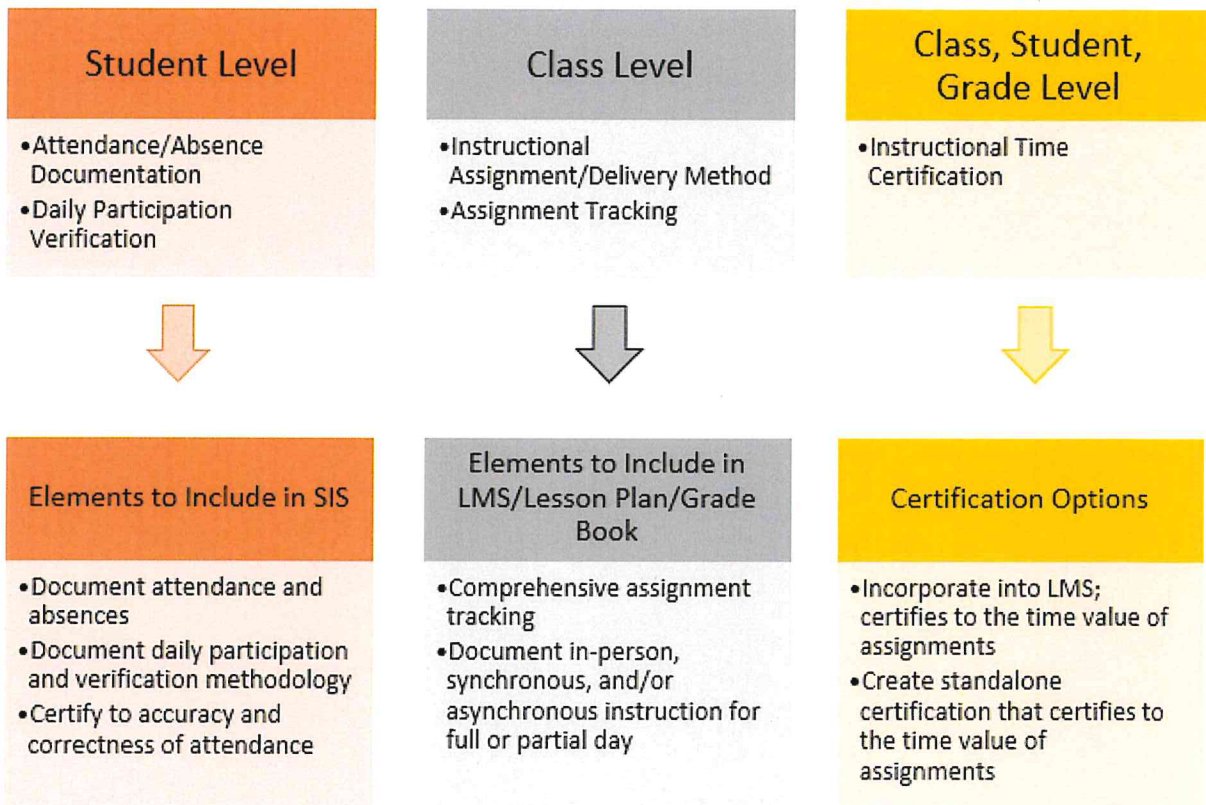 Student Level
•Attendance/Absence
Documentation
•Daily Participation
Verification
Class Level
•Instructional
Assignment/Delivery Method
•Assignment Tracking
Class, Student,
Grade Level
•Instructional Time
Certification
Elements to Include in SIS
•Document attendance and
absences
•Document daily participation
and verification methodology
•Certify to accuracy and
correctness of attendance
Elements to Include in
LMS/Lesson Plan/Grade
Book
•Comprehensive assignment
tracking
•Document in-person,
synchronous, and/or
asynchronous instruction for
full or partial day
Certification Options
•Incorporate into LMS;
certifies to the time value of
assignments
•Create standalone
certification that certifies to
the time value of
assignments